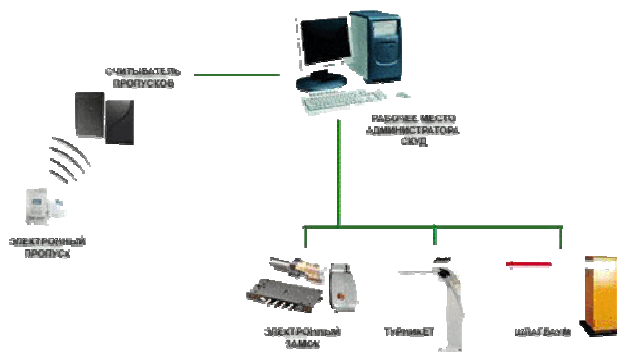 СЧИТЫВАТЕЛЬ
ПРОПУСКОВ
РАБОЧЕЕ МЕСТО
АДМИНИСТРАТОРА
СКУД
ЭЛЕКТРОННЫЙ
ПРОПУСК
ЭЛЕКТРОННЫЙ
ЗАМОК
ТУРНИКЕТ
ШЛАГБАУМ